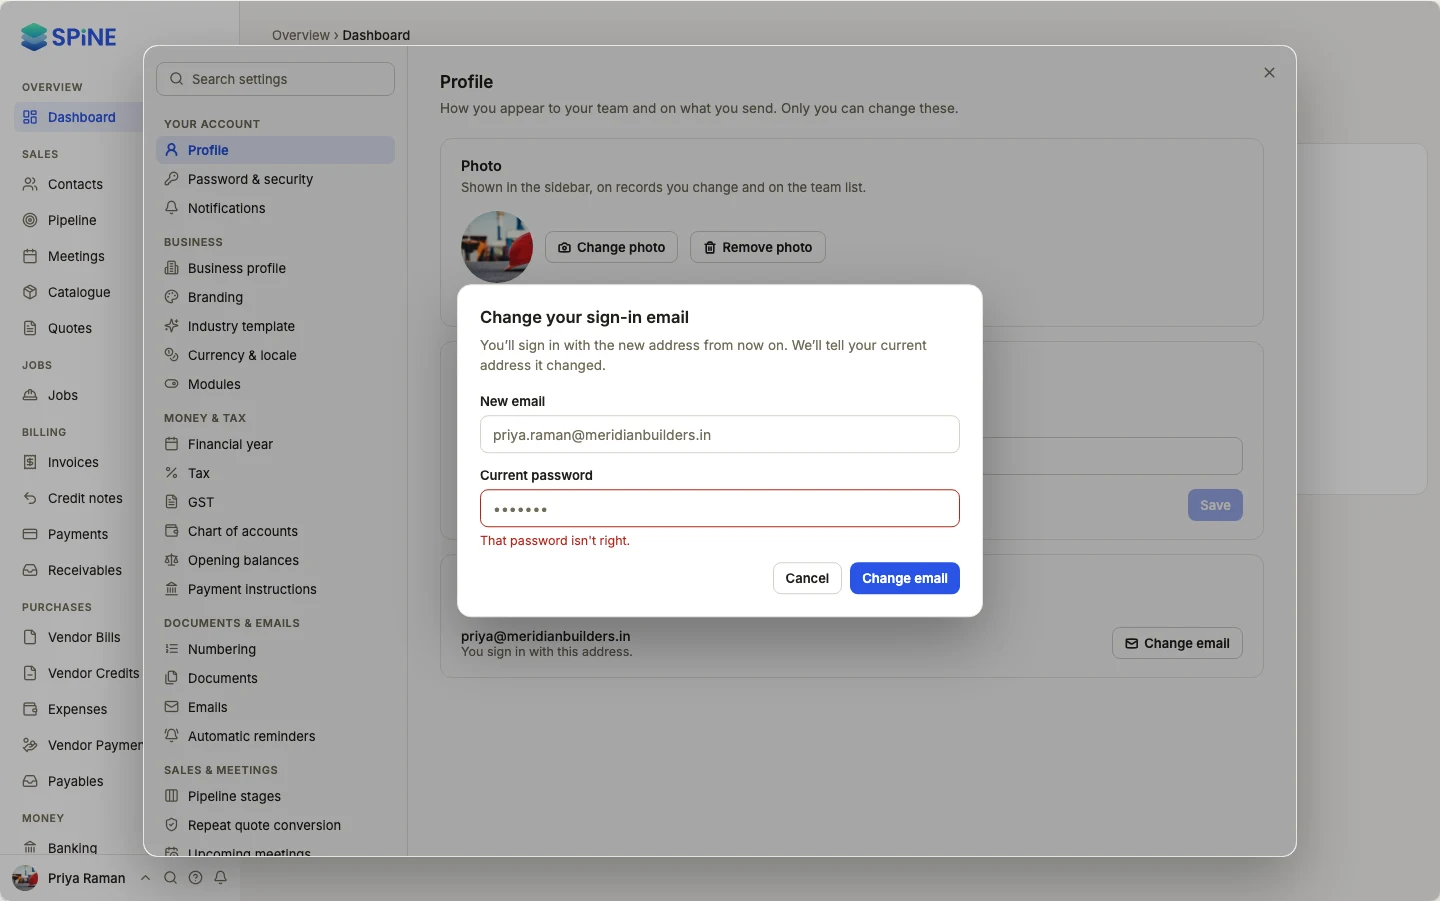 SPiNE
Overview › Dashboard
OVERVIEW
Dashboard
SALES
Contacts
Pipeline
Meetings
Catalogue
Quotes
JOBS
Jobs
BILLING
Invoices
Credit notes
Payments
Receivables
PURCHASES
Vendor Bills
Vendor Credits
Expenses
Vendor Paymen
Payables
MONEY
Banking
Priya Raman
Search settings
YOUR ACCOUNT
Profile
Password & security
Notifications
BUSINESS
Business profile
Branding
Industry template
Currency & locale
Modules
MONEY & TAX
Financial year
Tax
GST
Chart of accounts
Opening balances
Payment instructions
DOCUMENTS & EMAILS
Numbering
Documents
Emails
Automatic reminders
SALES & MEETINGS
Pipeline stages
Repeat quote conversion
Upcoming meetings
Profile
How you appear to your team and on what you send. Only you can change these.
Photo
Shown in the sidebar, on records you change and on the team list.
Change photo
Remove photo
Change your sign-in email
You’ll sign in with the new address from now on. We’ll tell your current
address it changed.
New email
priya.raman@meridianbuilders.in
Current password
•••••••
That password isn't right.
Cancel
Change email
Save
priya@meridianbuilders.in
You sign in with this address.
Change email